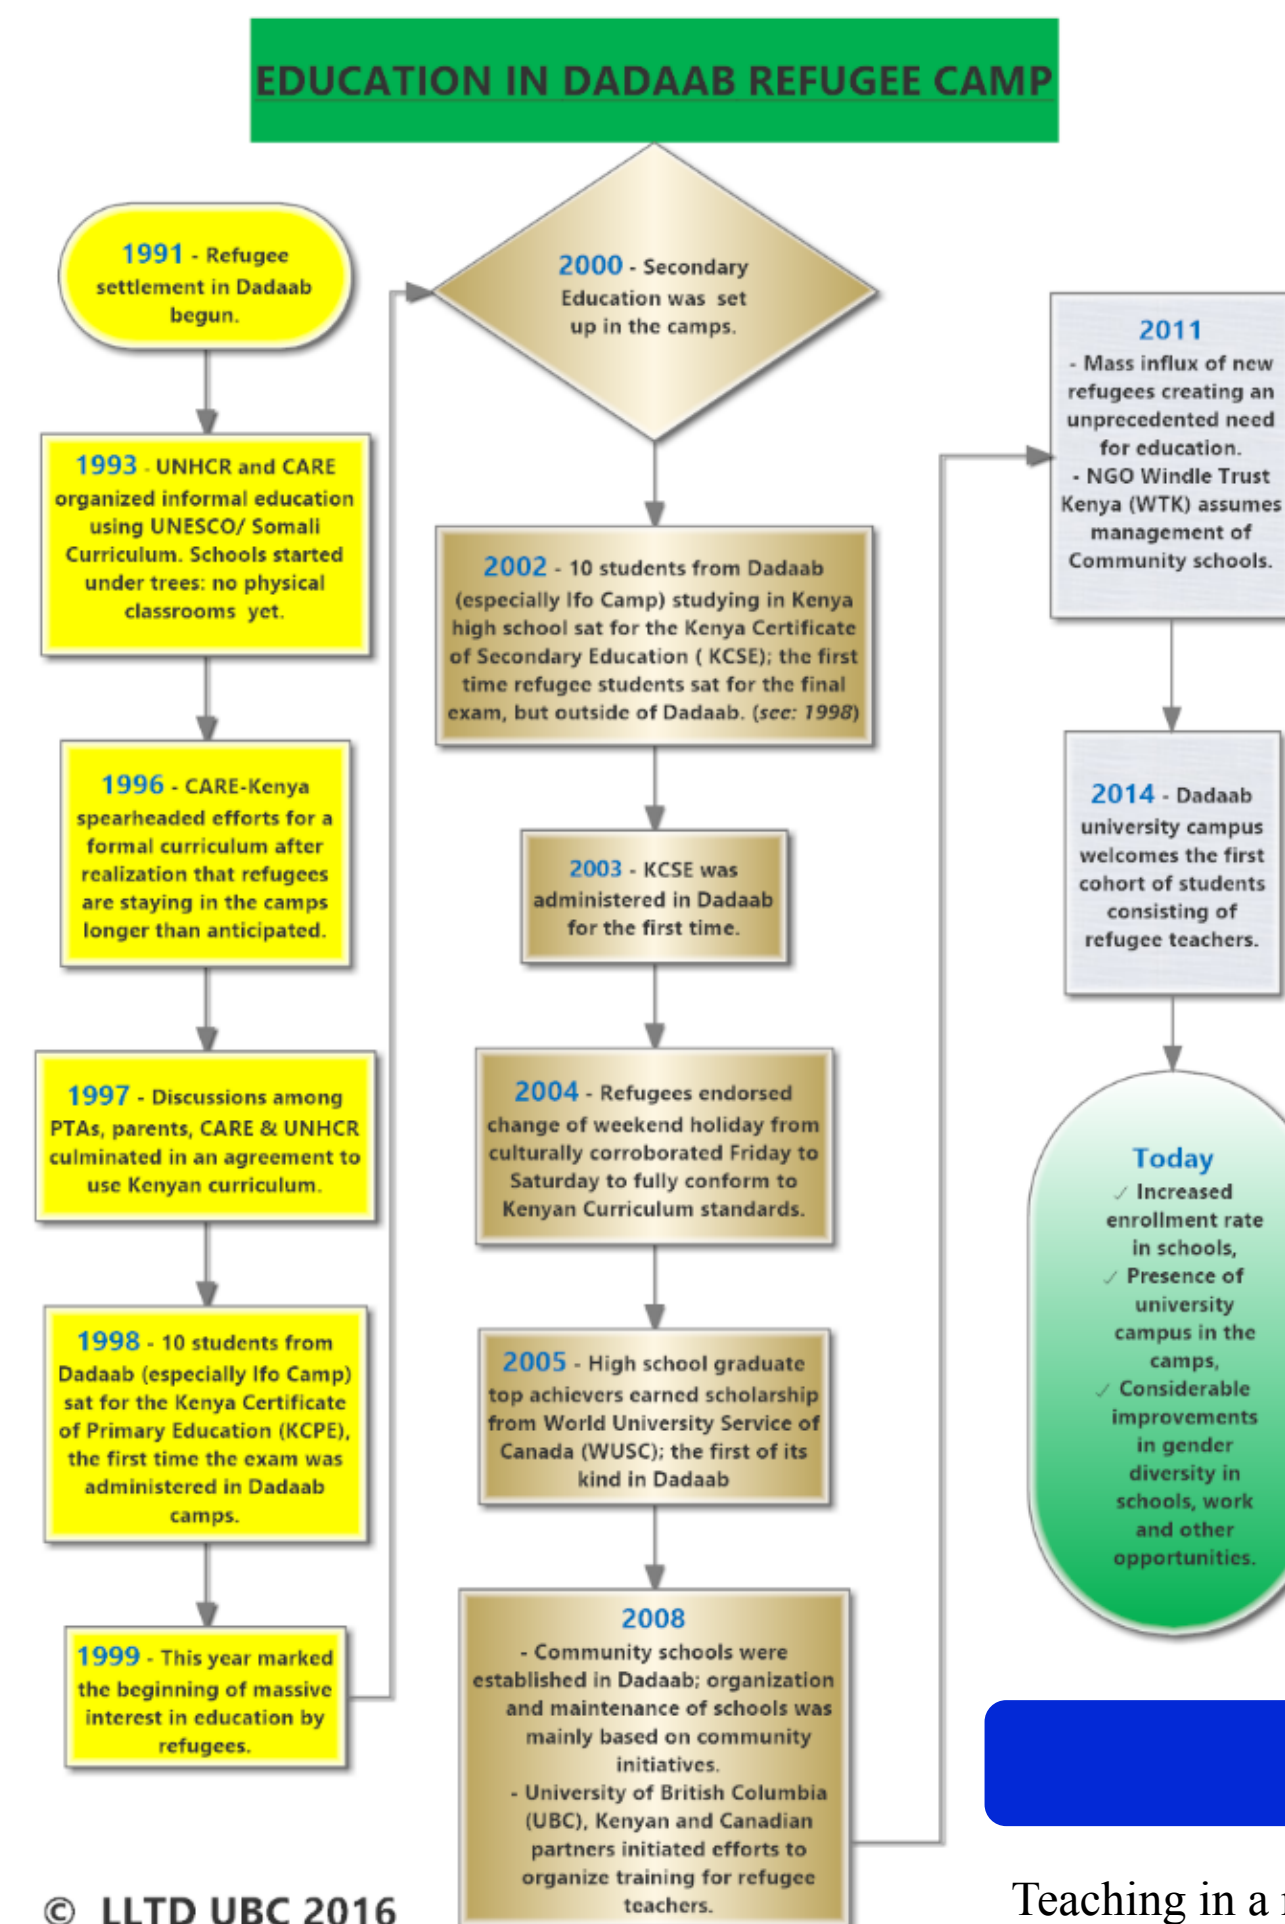 EDUCATION IN DADAAB REFUGEE CAMP
1991 - Refugee
settlement in Dadaab
begun.
1993 - UNHCR and CARE
organized informal education
using UNESCO/ Somali
Curriculum. Schools started
under trees: no physical
classrooms yet.
1996 - CARE-Kenya
spearheaded efforts for a
formal curriculum after
realization that refugees
are staying in the camps
longer than anticipated.
1997 - Discussions among
PTAs, parents, CARE & UNHCR
culminated in an agreement to
use Kenyan curriculum.
1998 - 10 students from
Dadaab (especially Ifo Camp)
sat for the Kenya Certificate
of Primary Education (KCPE),
the first time the exam was
administered in Dadaab
camps.
1999 - This year marked
the beginning of massive
interest in education by
refugees.
2000 - Secondary
Education was set
up in the camps.
2002 - 10 students from Dadaab
(especially Ifo Camp) studying in Kenya
high school sat for the Kenya Certificate
of Secondary Education ( KCSE); the first
time refugee students sat for the final
exam, but outside of Dadaab. (see: 1998)
2003 - KCSE was
administered in Dadaab
for the first time.
2004 - Refugees endorsed
change of weekend holiday from
culturally corroborated Friday to
Saturday to fully conform to
Kenyan Curriculum standards.
2005 - High school graduate
top achievers earned scholarship
from World University Service of
Canada (WUSC); the first of its
kind in Dadaab
2008
- Community schools were
established in Dadaab; organization
and maintenance of schools was
mainly based on community
initiatives.
- University of British Columbia
(UBC), Kenyan and Canadian
partners initiated efforts to
organize training for refugee
teachers.
2011
- Mass influx of new
refugees creating an
unprecedented need
for education.
- NGO Windle Trust
Kenya (WTK) assumes
management of
Community schools.
2014 - Dadaab
university campus
welcomes the first
cohort of students
consisting of
refugee teachers.
Today
✓ Increased
enrollment rate
in schools,
✓ Presence of
university
campus in the
camps,
✓ Considerable
improvements
in gender
diversity in
schools, work
and other
opportunities.
© LLTD UBC 2016
Teaching in a